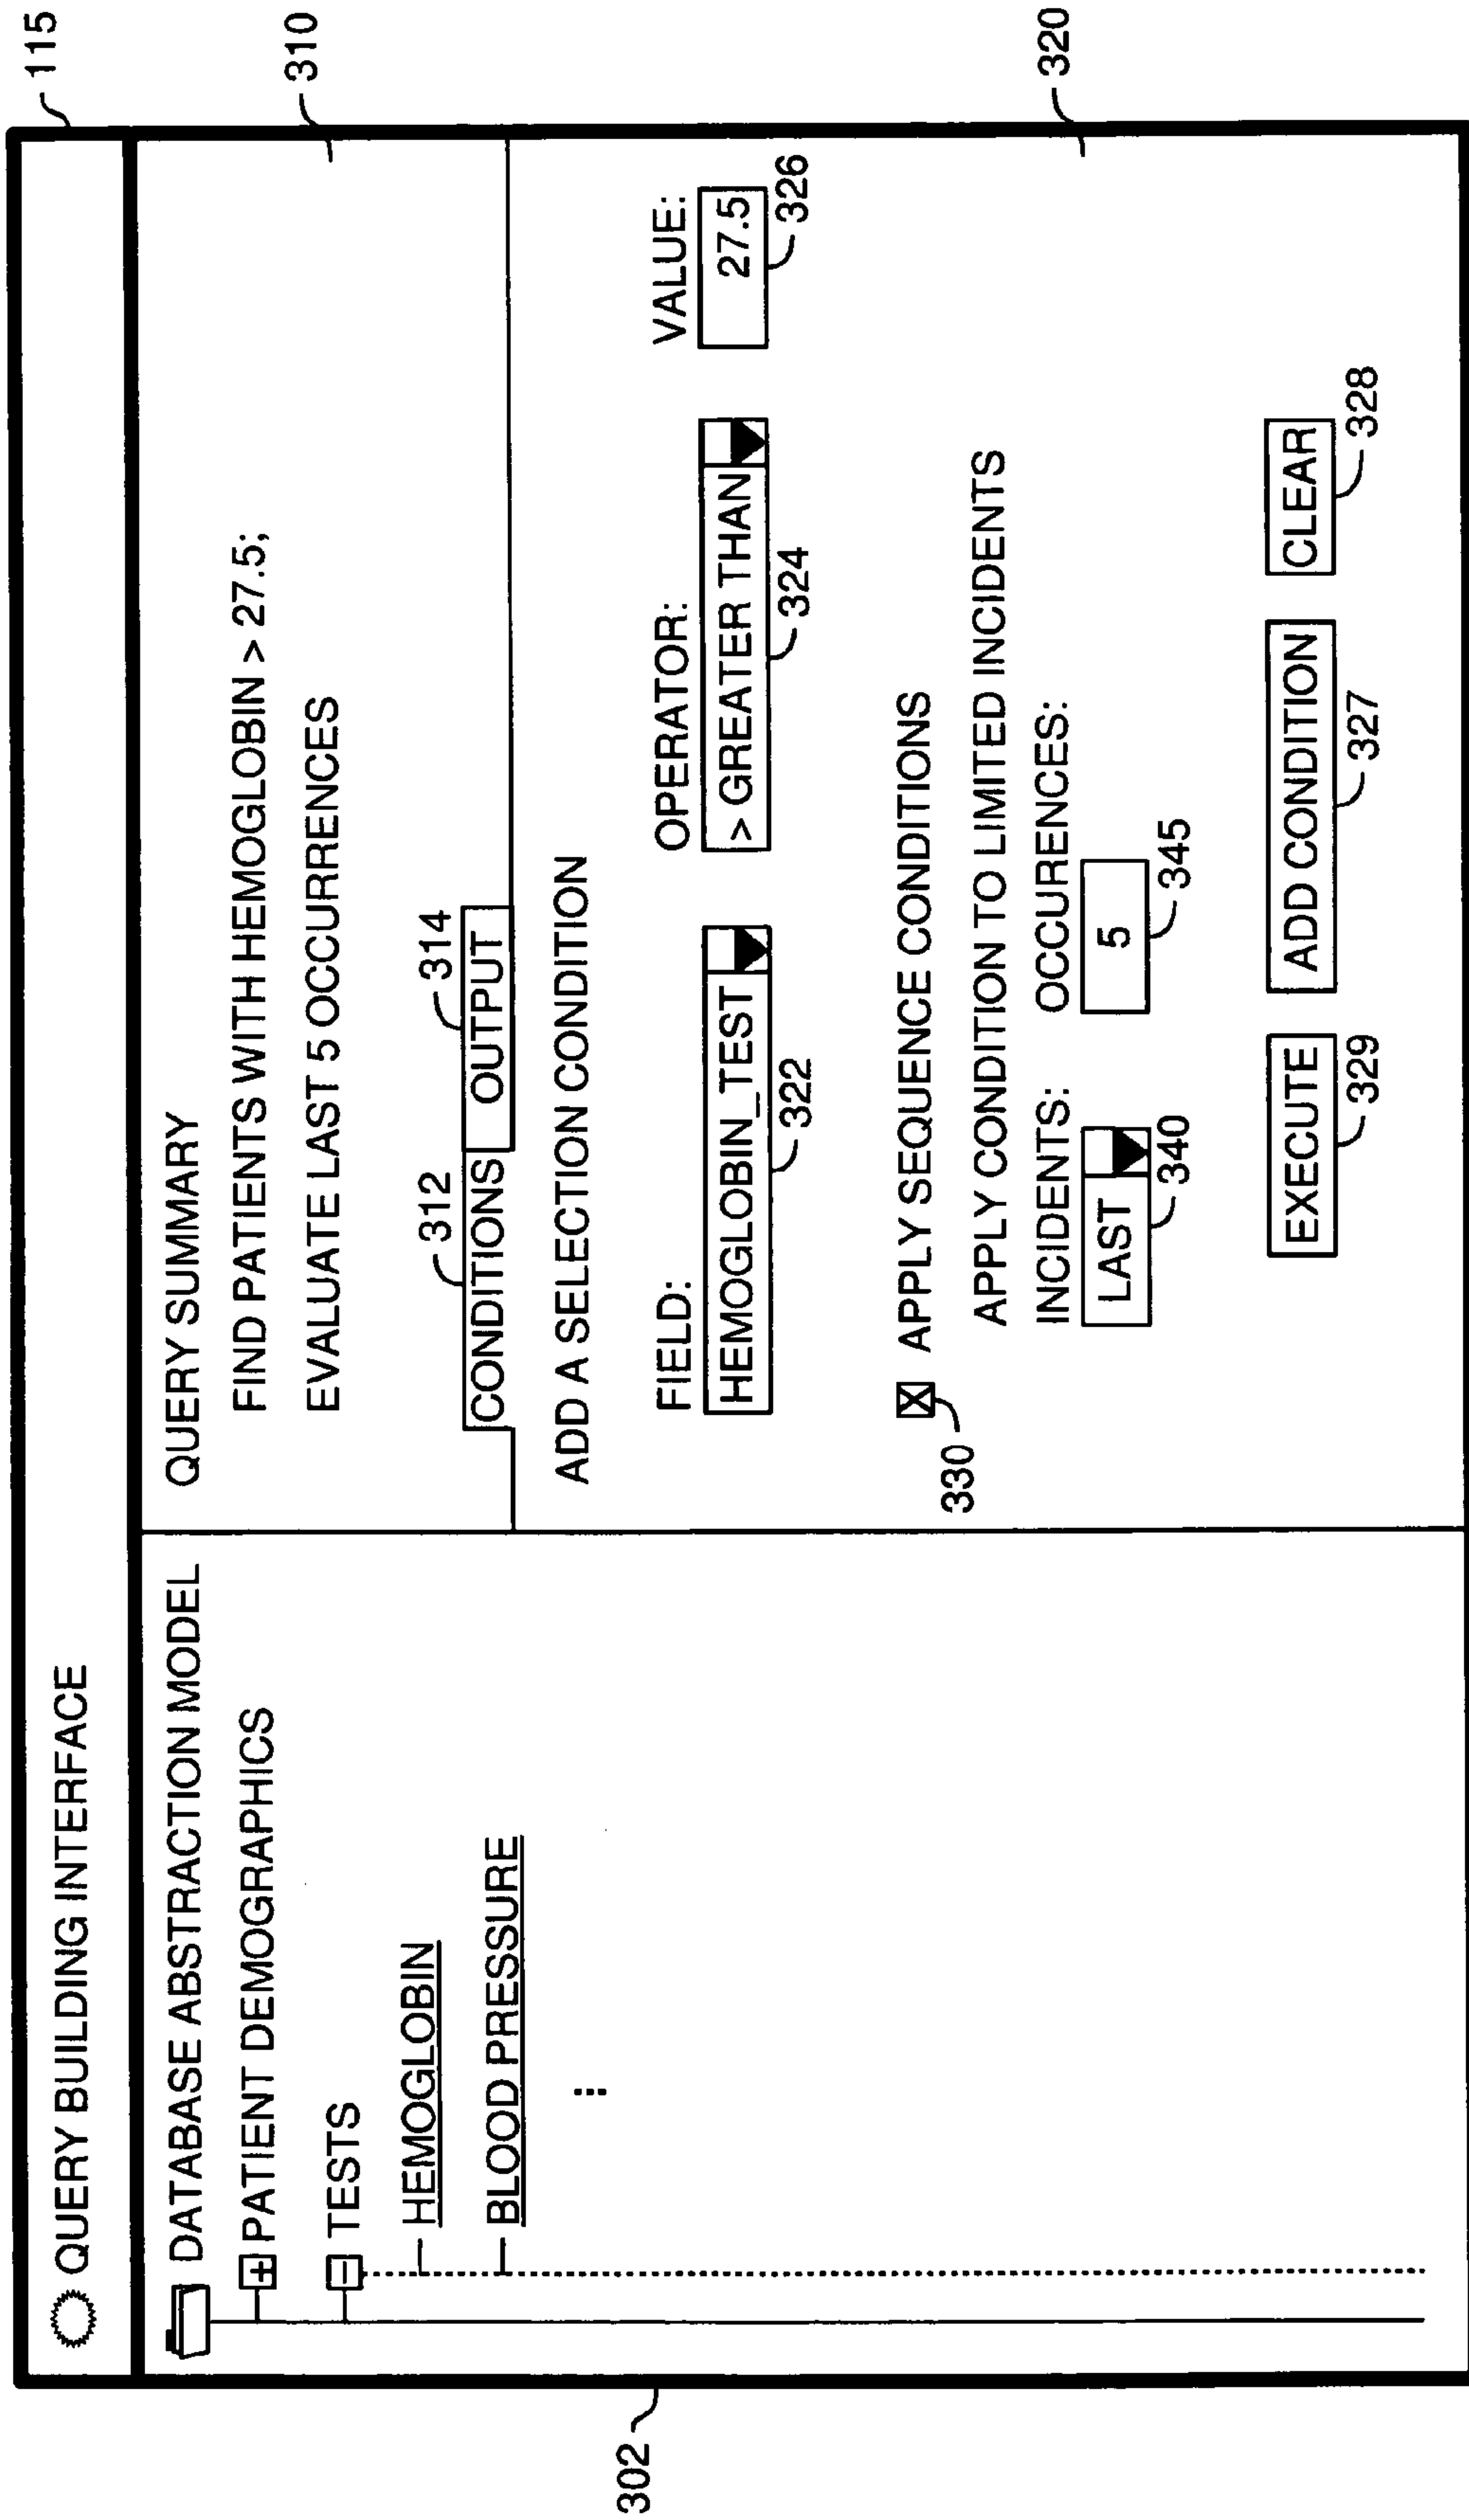 115
QUERY BUILDING INTERFACE
302
DATABASE ABSTRACTION MODEL
PATIENT DEMOGRAPHICS
TESTS
HEMOGLOBIN
BLOOD PRESSURE
310
QUERY SUMMARY
FIND PATIENTS WITH HEMOGLOBIN > 27.5;
EVALUATE LAST 5 OCCURRENCES
312
314
CONDITIONS OUTPUT
ADD A SELECTION CONDITION
FIELD: OPERATOR: VALUE:
HEMOGLOBIN_TEST > GREATER THAN 27.5
322 324 326
330
APPLY SEQUENCE CONDITIONS
APPLY CONDITION TO LIMITED INCIDENTS
INCIDENTS: OCCURENCES:
LAST 5
340 345
320
EXECUTE ADD CONDITION CLEAR
329 327 328